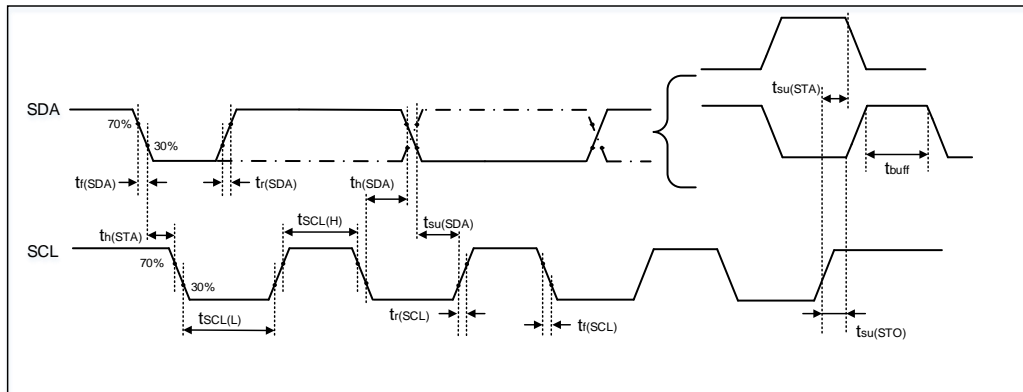 tsu(STA)
SDA
70%
30%
tbuff
tf(SDA)
tr(SDA)
th(SDA)
tSCL(H)
tsu(SDA)
th(STA)
SCL
70%
30%
tSCL(L)
tr(SCL)
tf(SCL)
tsu(STO)